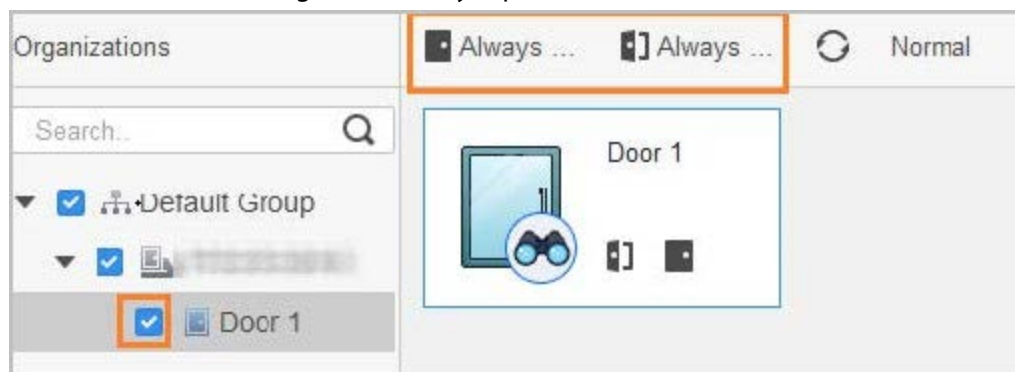 Organizations
Always ... Always ... Normal
Search..
Door 1
Default Group
Door 1